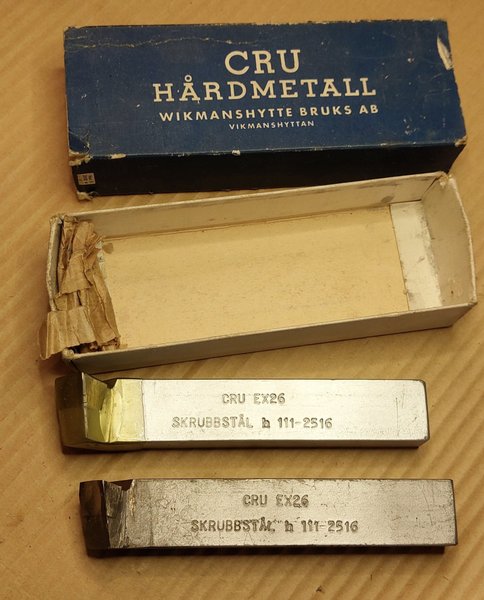 CRU
HÅRDMETALL
WIKMANSHYTTE BRUKS AB
VIKMANSHYTTAN
CRU EX26
SKRUBBSTÅL h 111-2516
CRU EX26
SKRUBBSTÅL h 111-2516